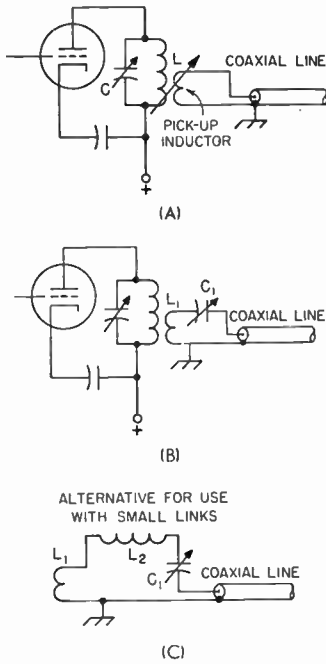 L
COAXIAL LINE
C
PICK-UP
INDUCTOR
+
(A)
L1
C1
COAXIAL LINE
+
(B)
ALTERNATIVE FOR USE
WITH SMALL LINKS
L1
L2
C1
COAXIAL LINE
(C)